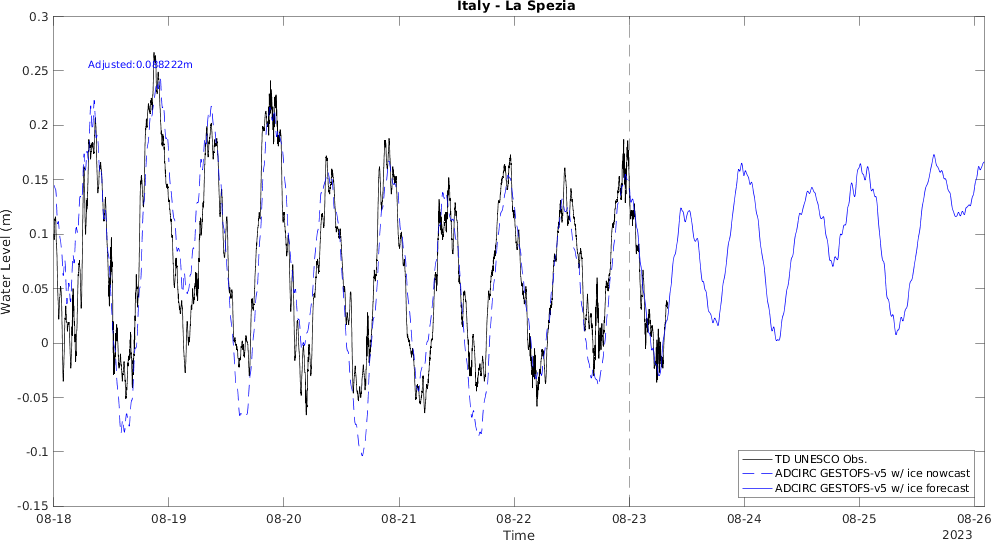 Italy - La Spezia
0.3
0.25
0.2
0.15
0.1
0.05
0
-0.05
-0.1
-0.15
Water Level (m)
Adjusted:0.088222m
TD UNESCO Obs.
ADCIRC GESTOFS-v5 w/ ice nowcast
ADCIRC GESTOFS-v5 w/ ice forecast
08-18 08-19 08-20 08-21 08-22 08-23 08-24 08-25 08-26
Time
2023